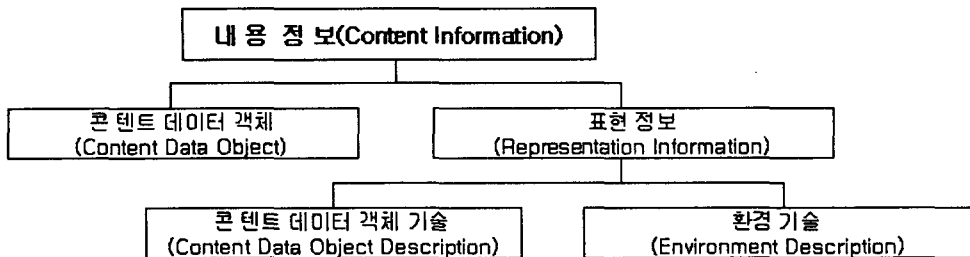 내용 정보(Content Information)
콘텐트 데이터 객체
(Content Data Object)
표현 정보
(Representation Information)
콘텐트 데이터 객체 기술
(Content Data Object Description)
환경 기술
(Environment Description)